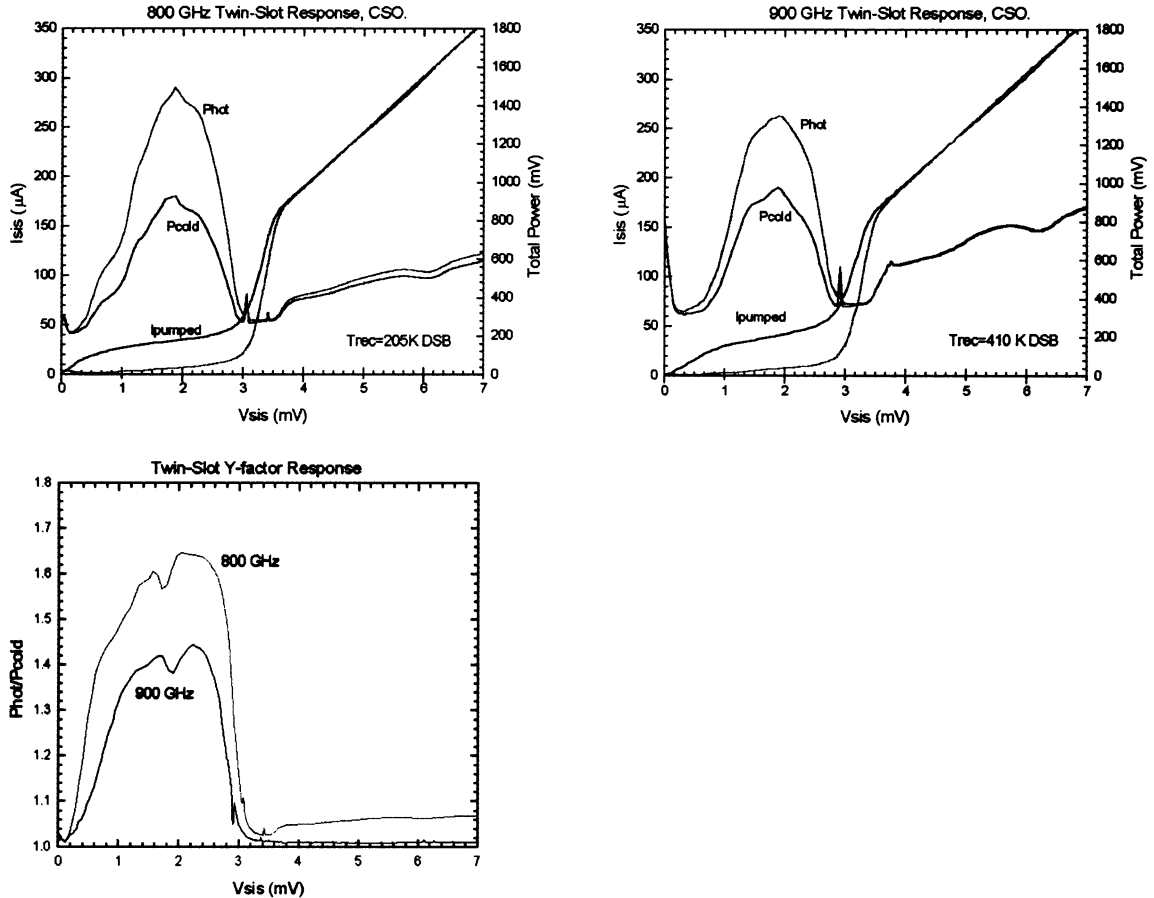 800 GHz Twin-Slot Response, CSO.
350
300
250
200
150
100
50
0
Isis ( μA)
1800
1600
1400
1200
1000
800
600
400
200
0
Total Power (mV)
Phot
Pcold
Ipumped
Trec=205K DSB
0 1 2 3 4 5 6 7
Vsis (mV)
900 GHz Twin-Slot Response, CSO.
350
300
250
200
150
100
50
0
Isis ( μA)
1800
1600
1400
1200
1000
800
600
400
200
0
Total Power (mV)
Phot
Pcold
Ipumped
Trec=410 K DSB
0 1 2 3 4 5 6 7
Vsis (mV)
Twin-Slot Y-factor Response
1.8
1.7
1.6
1.5
1.4
1.3
1.2
1.1
1.0
Phot/Pcold
800 GHz
900 GHz
0 1 2 3 4 5 6 7
Vsis (mV)